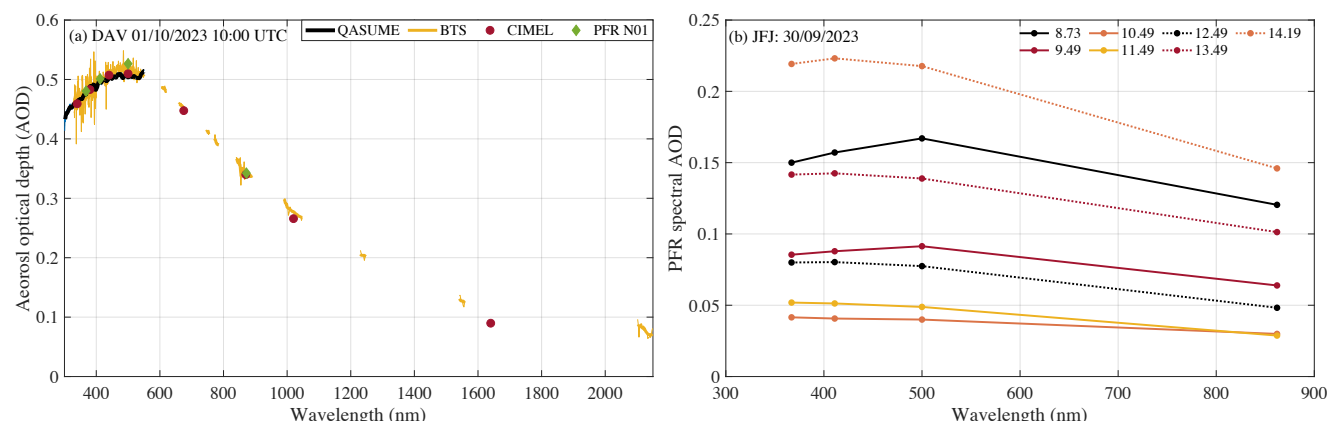 (a) DAV 01/10/2023 10:00 UTC
QASUME BTS CIMEL PFR N01
0.6
0.5
0.4
0.3
0.2
0.1
0
Aeorosl optical depth (AOD)
400 600 800 1000 1200 1400 1600 1800 2000
Wavelength (nm)
(b) JFJ: 30/09/2023
8.73 10.49 12.49 14.19
9.49 11.49 13.49
0.25
0.2
0.15
0.1
0.05
0
PFR spectral AOD
300 400 500 600 700 800 900
Wavelength (nm)